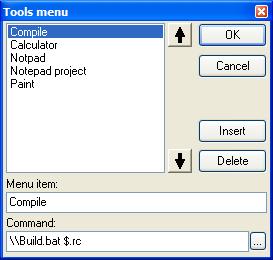 Tools menu
Compile
Calculator
Notpad
Notepad project
Paint
OK
Cancel
Insert
Delete
Menu item:
Compile
Command:
\\Build.bat $.rc
...